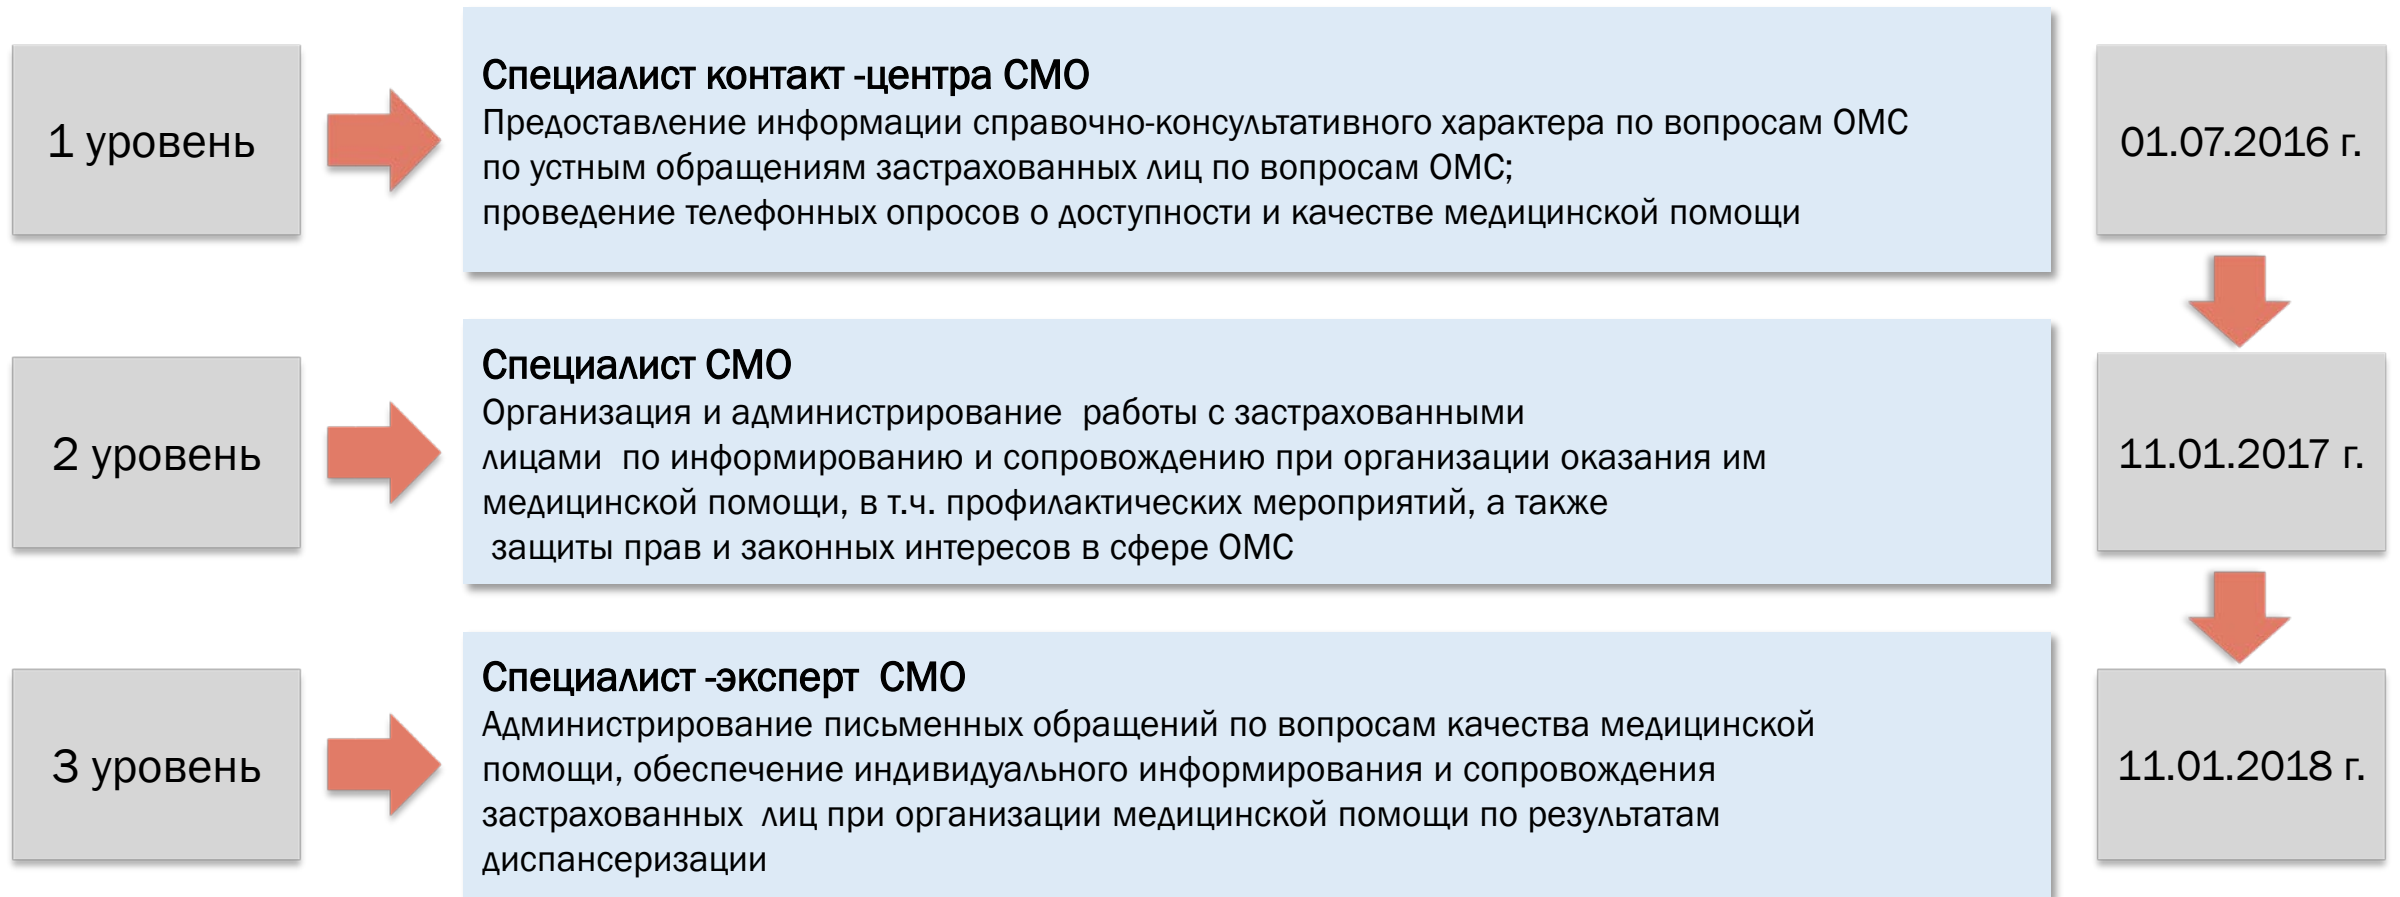 1 уровень
Специалист контакт -центра СМО
Предоставление информации справочно-консультативного характера по вопросам ОМС
по устным обращениям застрахованных лиц по вопросам ОМС;
проведение телефонных опросов о доступности и качестве медицинской помощи
01.07.2016 г.
2 уровень
Специалист СМО
Организация и администрирование  работы с застрахованными
лицами  по информированию и сопровождению при организации оказания им
медицинской помощи, в т.ч. профилактических мероприятий, а также
защиты прав и законных интересов в сфере ОМС
11.01.2017 г.
3 уровень
Специалист -эксперт  СМО
Администрирование письменных обращений по вопросам качества медицинской
помощи, обеспечение индивидуального информирования и сопровождения
застрахованных  лиц при организации медицинской помощи по результатам
диспансеризации
11.01.2018 г.